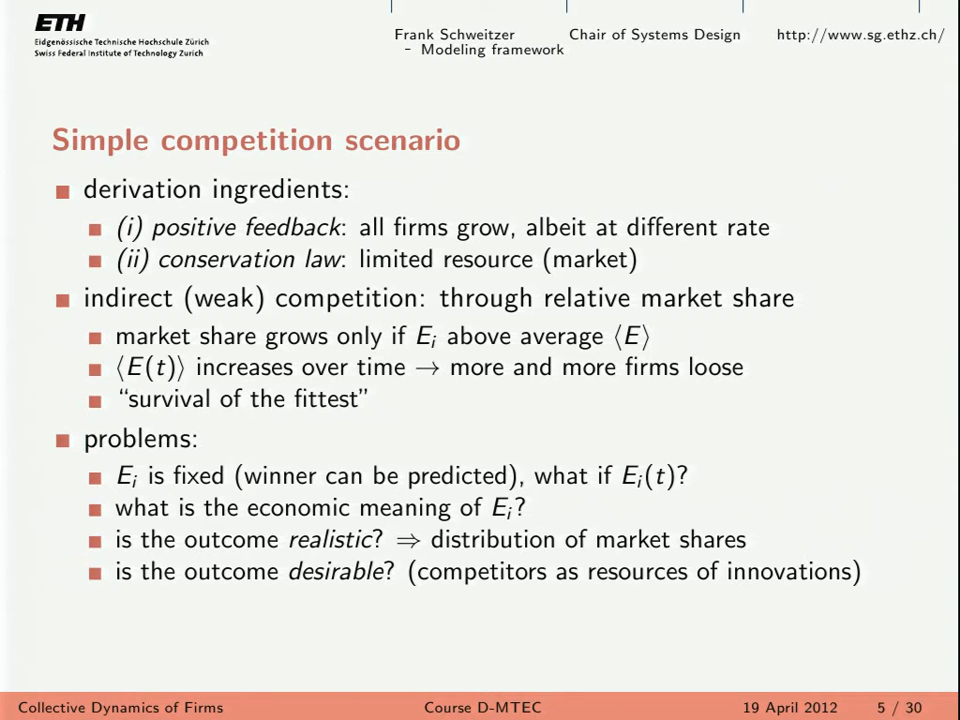 ETH
Eidgenössische Technische Hochschule Zürich
Swiss Federal Institute of Technology Zurich
Frank Schweitzer Chair of Systems Design http://www.sg.ethz.ch/
- Modeling framework
Simple competition scenario
derivation ingredients:
(i) positive feedback: all firms grow, albeit at different rate
(ii) conservation law: limited resource (market)
indirect (weak) competition: through relative market share
market share grows only if Eᵢ above average ⟨E⟩
⟨E(t)⟩ increases over time → more and more firms loose
“survival of the fittest”
problems:
Eᵢ is fixed (winner can be predicted), what if Eᵢ(t)?
what is the economic meaning of Eᵢ?
is the outcome realistic? ⇒ distribution of market shares
is the outcome desirable? (competitors as resources of innovations)
Collective Dynamics of Firms Course D-MTEC 19 April 2012 5 / 30